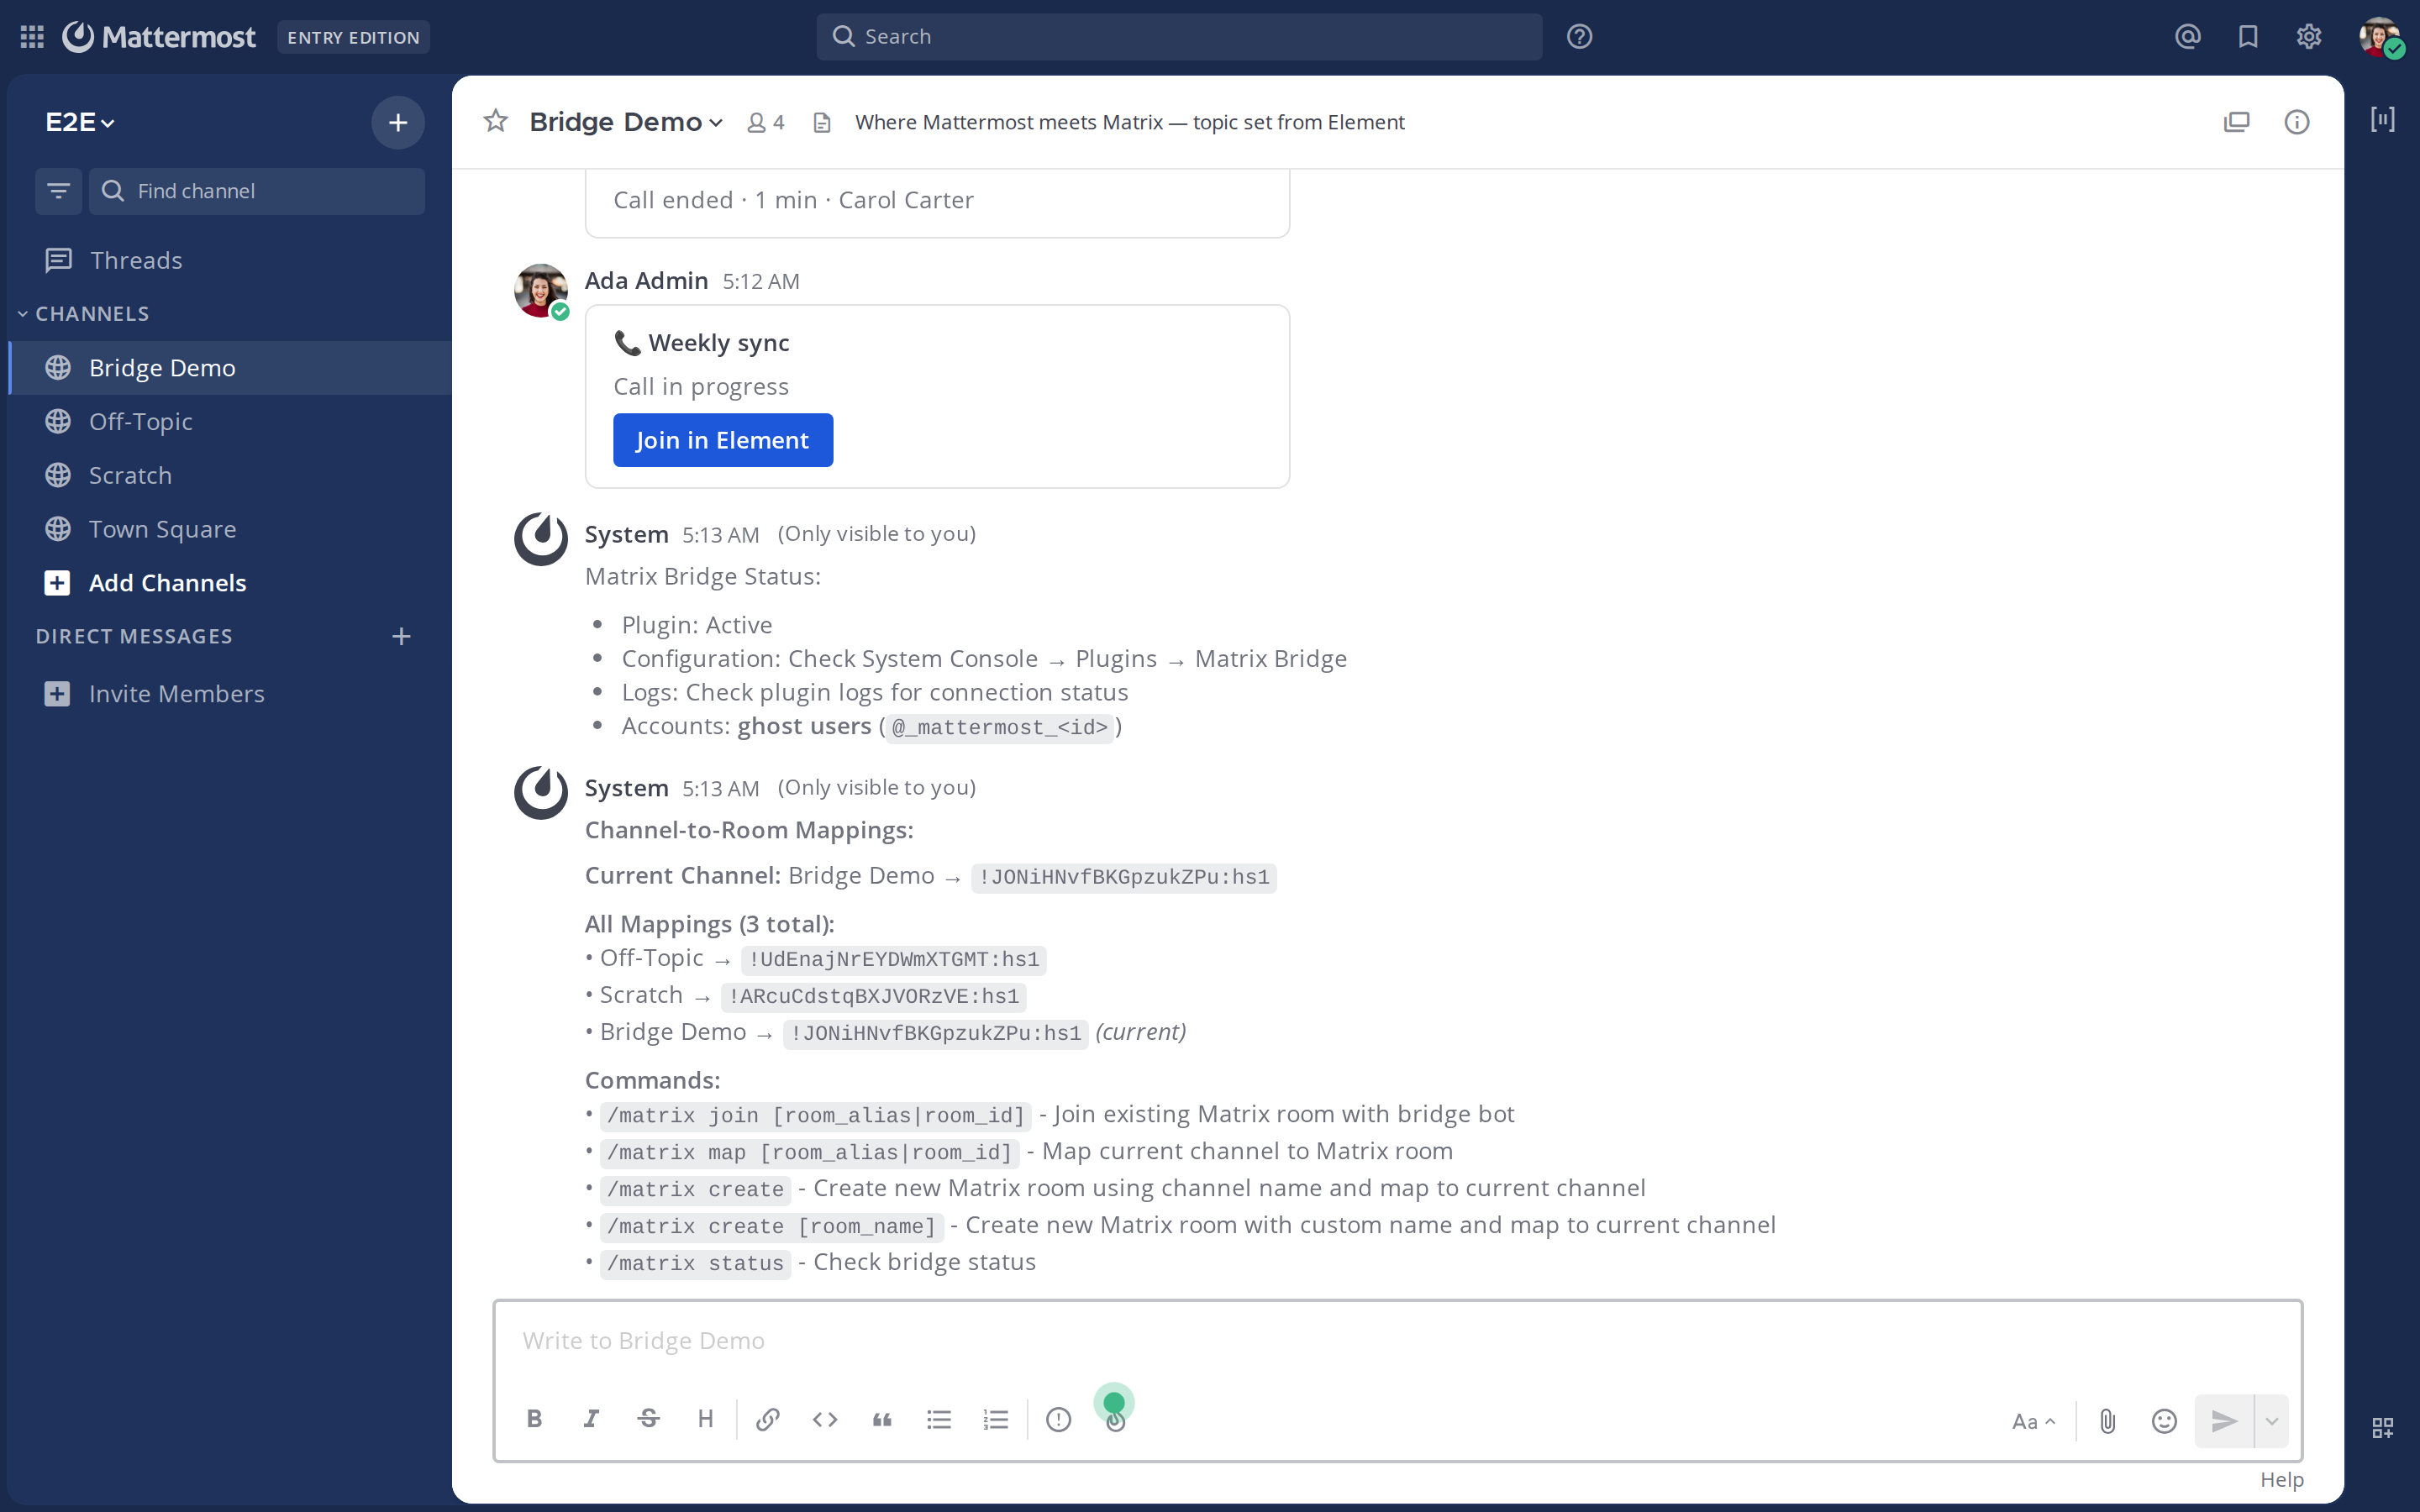 Mattermost ENTRY EDITION
Search
E2E
Find channel
Threads
CHANNELS
Bridge Demo
Off-Topic
Scratch
Town Square
Add Channels
DIRECT MESSAGES
Invite Members
Bridge Demo 4 Where Mattermost meets Matrix — topic set from Element
Call ended · 1 min · Carol Carter
Ada Admin 5:12 AM
📞 Weekly sync
Call in progress
Join in Element
System 5:13 AM (Only visible to you)
Matrix Bridge Status:
• Plugin: Active
• Configuration: Check System Console → Plugins → Matrix Bridge
• Logs: Check plugin logs for connection status
• Accounts: ghost users (@_mattermost_<id>)
System 5:13 AM (Only visible to you)
Channel-to-Room Mappings:
Current Channel: Bridge Demo → !JONiHNvfBKGpzukZPu:hs1
All Mappings (3 total):
• Off-Topic → !UdEnajNrEYDWmXTGMT:hs1
• Scratch → !ARcuCdstqBXJVORzVE:hs1
• Bridge Demo → !JONiHNvfBKGpzukZPu:hs1 (current)
Commands:
• /matrix join [room_alias|room_id] - Join existing Matrix room with bridge bot
• /matrix map [room_alias|room_id] - Map current channel to Matrix room
• /matrix create - Create new Matrix room using channel name and map to current channel
• /matrix create [room_name] - Create new Matrix room with custom name and map to current channel
• /matrix status - Check bridge status
Write to Bridge Demo
B I S H Aa
Help